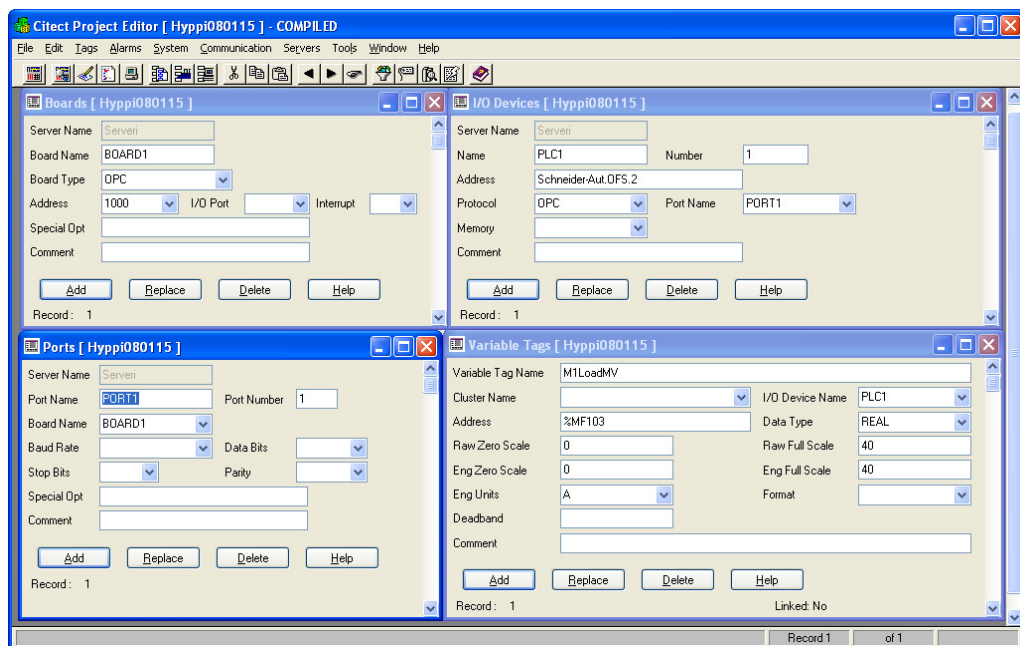 Citect Project Editor [ Hyppi080115 ] - COMPILED
File Edit Tags Alarms System Communication Servers Tools Window Help
Boards [ Hyppi080115 ]
Server Name Serveri
Board Name BOARD1
Board Type OPC
Address 1000 I/O Port Interrupt
Special Opt
Comment
Add Replace Delete Help
Record : 1
I/O Devices [ Hyppi080115 ]
Server Name Serveri
Name PLC1 Number 1
Address Schneider-Aut.OFS.2
Protocol OPC Port Name PORT1
Memory
Comment
Add Replace Delete Help
Record : 1
Ports [ Hyppi080115 ]
Server Name Serveri
Port Name PORT1 Port Number 1
Board Name BOARD1
Baud Rate Data Bits
Stop Bits Parity
Special Opt
Comment
Add Replace Delete Help
Record : 1
Variable Tags [ Hyppi080115 ]
Variable Tag Name M1LoadMV
Cluster Name I/O Device Name PLC1
Address %MF103 Data Type REAL
Raw Zero Scale 0 Raw Full Scale 40
Eng Zero Scale 0 Eng Full Scale 40
Eng Units A Format
Deadband
Comment
Add Replace Delete Help
Record : 1 Linked: No
Record 1 of 1